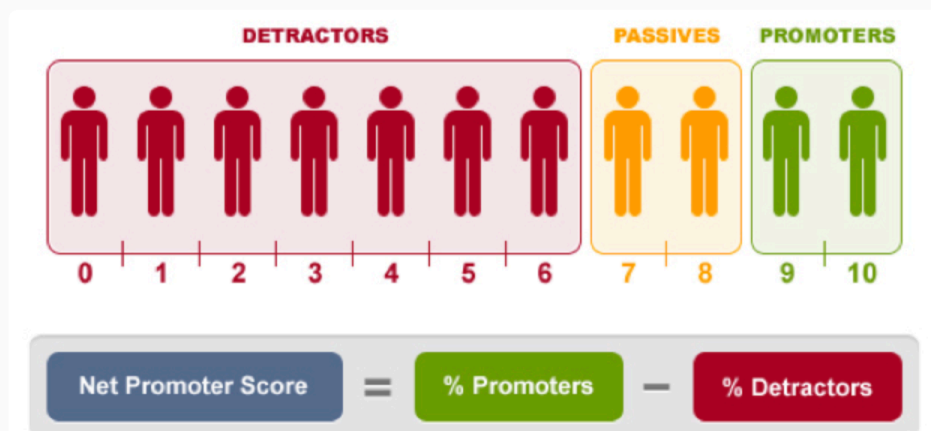 DETRACTORS PASSIVES PROMOTERS
0 1 2 3 4 5 6 7 8 9 10
Net Promoter Score = % Promoters − % Detractors